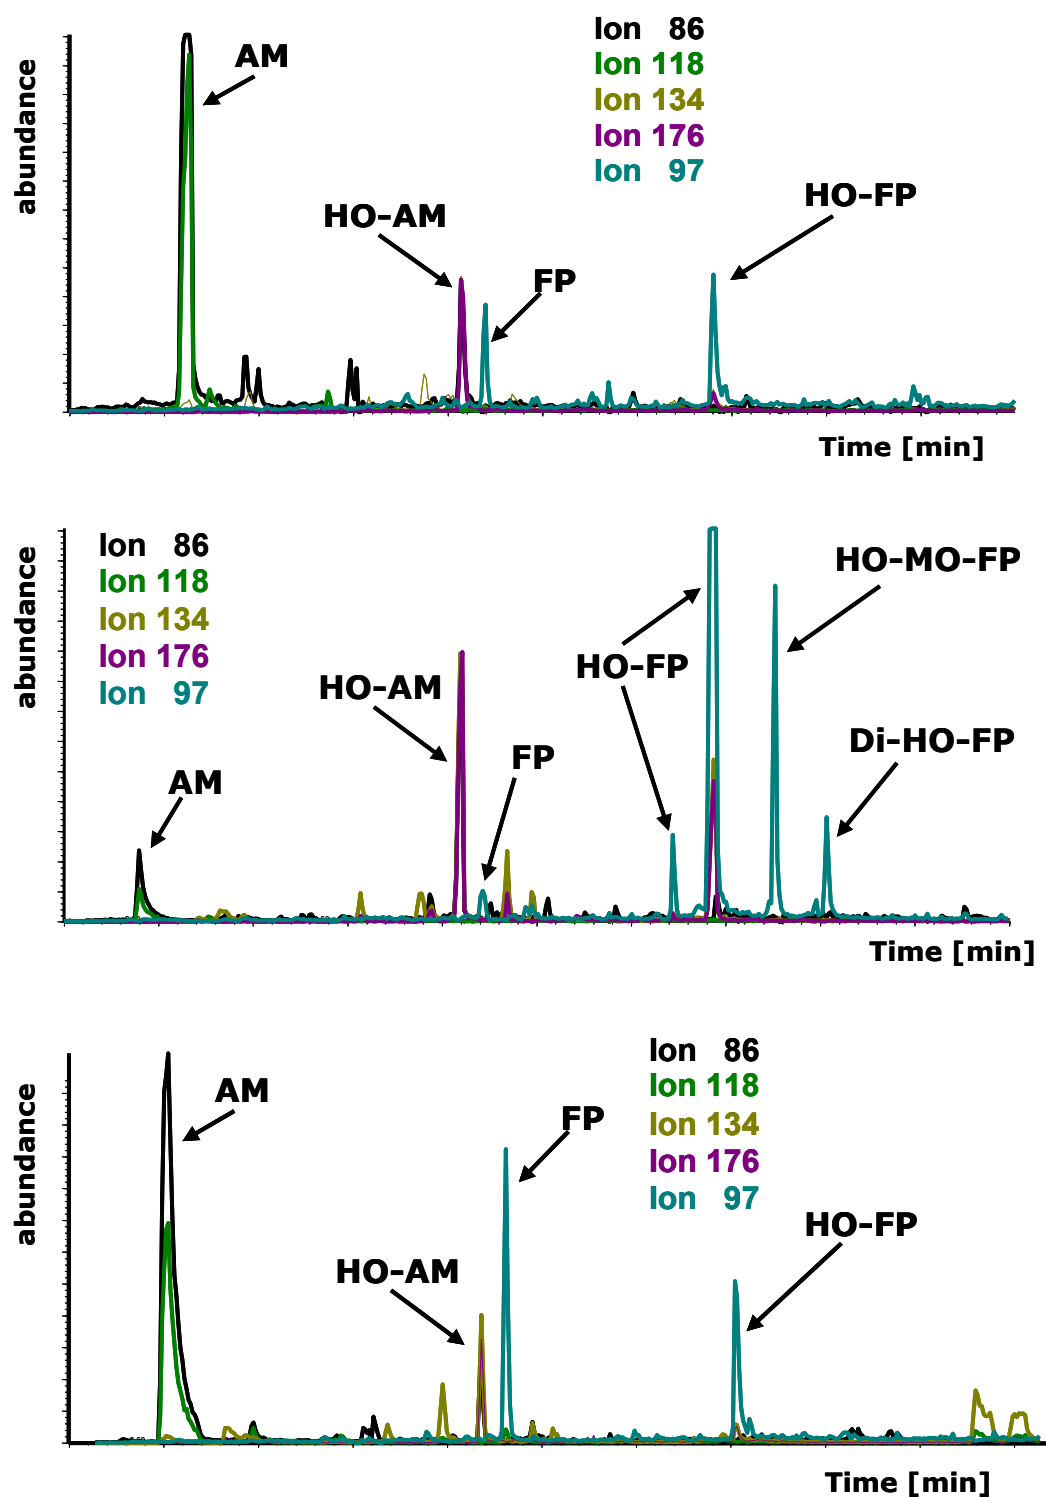 Ion 86
AM
Ion 118
Ion 134
Ion 176
Ion 97
abundance
HO-AM
HO-FP
FP
Time [min]
Ion 86
Ion 118
Ion 134
Ion 176
Ion 97
abundance
HO-MO-FP
HO-FP
HO-AM
Di-HO-FP
FP
AM
Time [min]
Ion 86
Ion 118
Ion 134
Ion 176
Ion 97
abundance
AM
FP
HO-FP
HO-AM
Time [min]